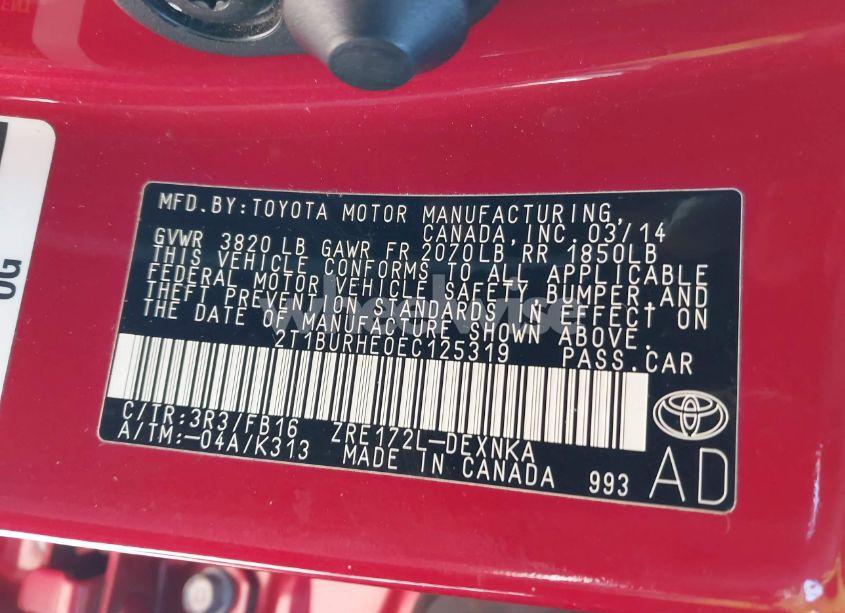 MFD.BY:TOYOTA MOTOR MANUFACTURING,
CANADA, INC. 03/14
GVWR 3820 LB GAWR FR 2070LB RR 1850LB
THIS VEHICLE CONFORMS TO ALL APPLICABLE
FEDERAL MOTOR VEHICLE SAFETY BUMPER,AND
THEFT PREVENTION STANDARDS IN EFFECT ON
THE DATE OF MANUFACTURE SHOWN ABOVE.
2T1BURHE0EC125319 PASS.CAR
C/TR:3R3/FB16 ZRE172L-DEXNKA
A/TM:-04A/K313 MADE IN CANADA 993 AD